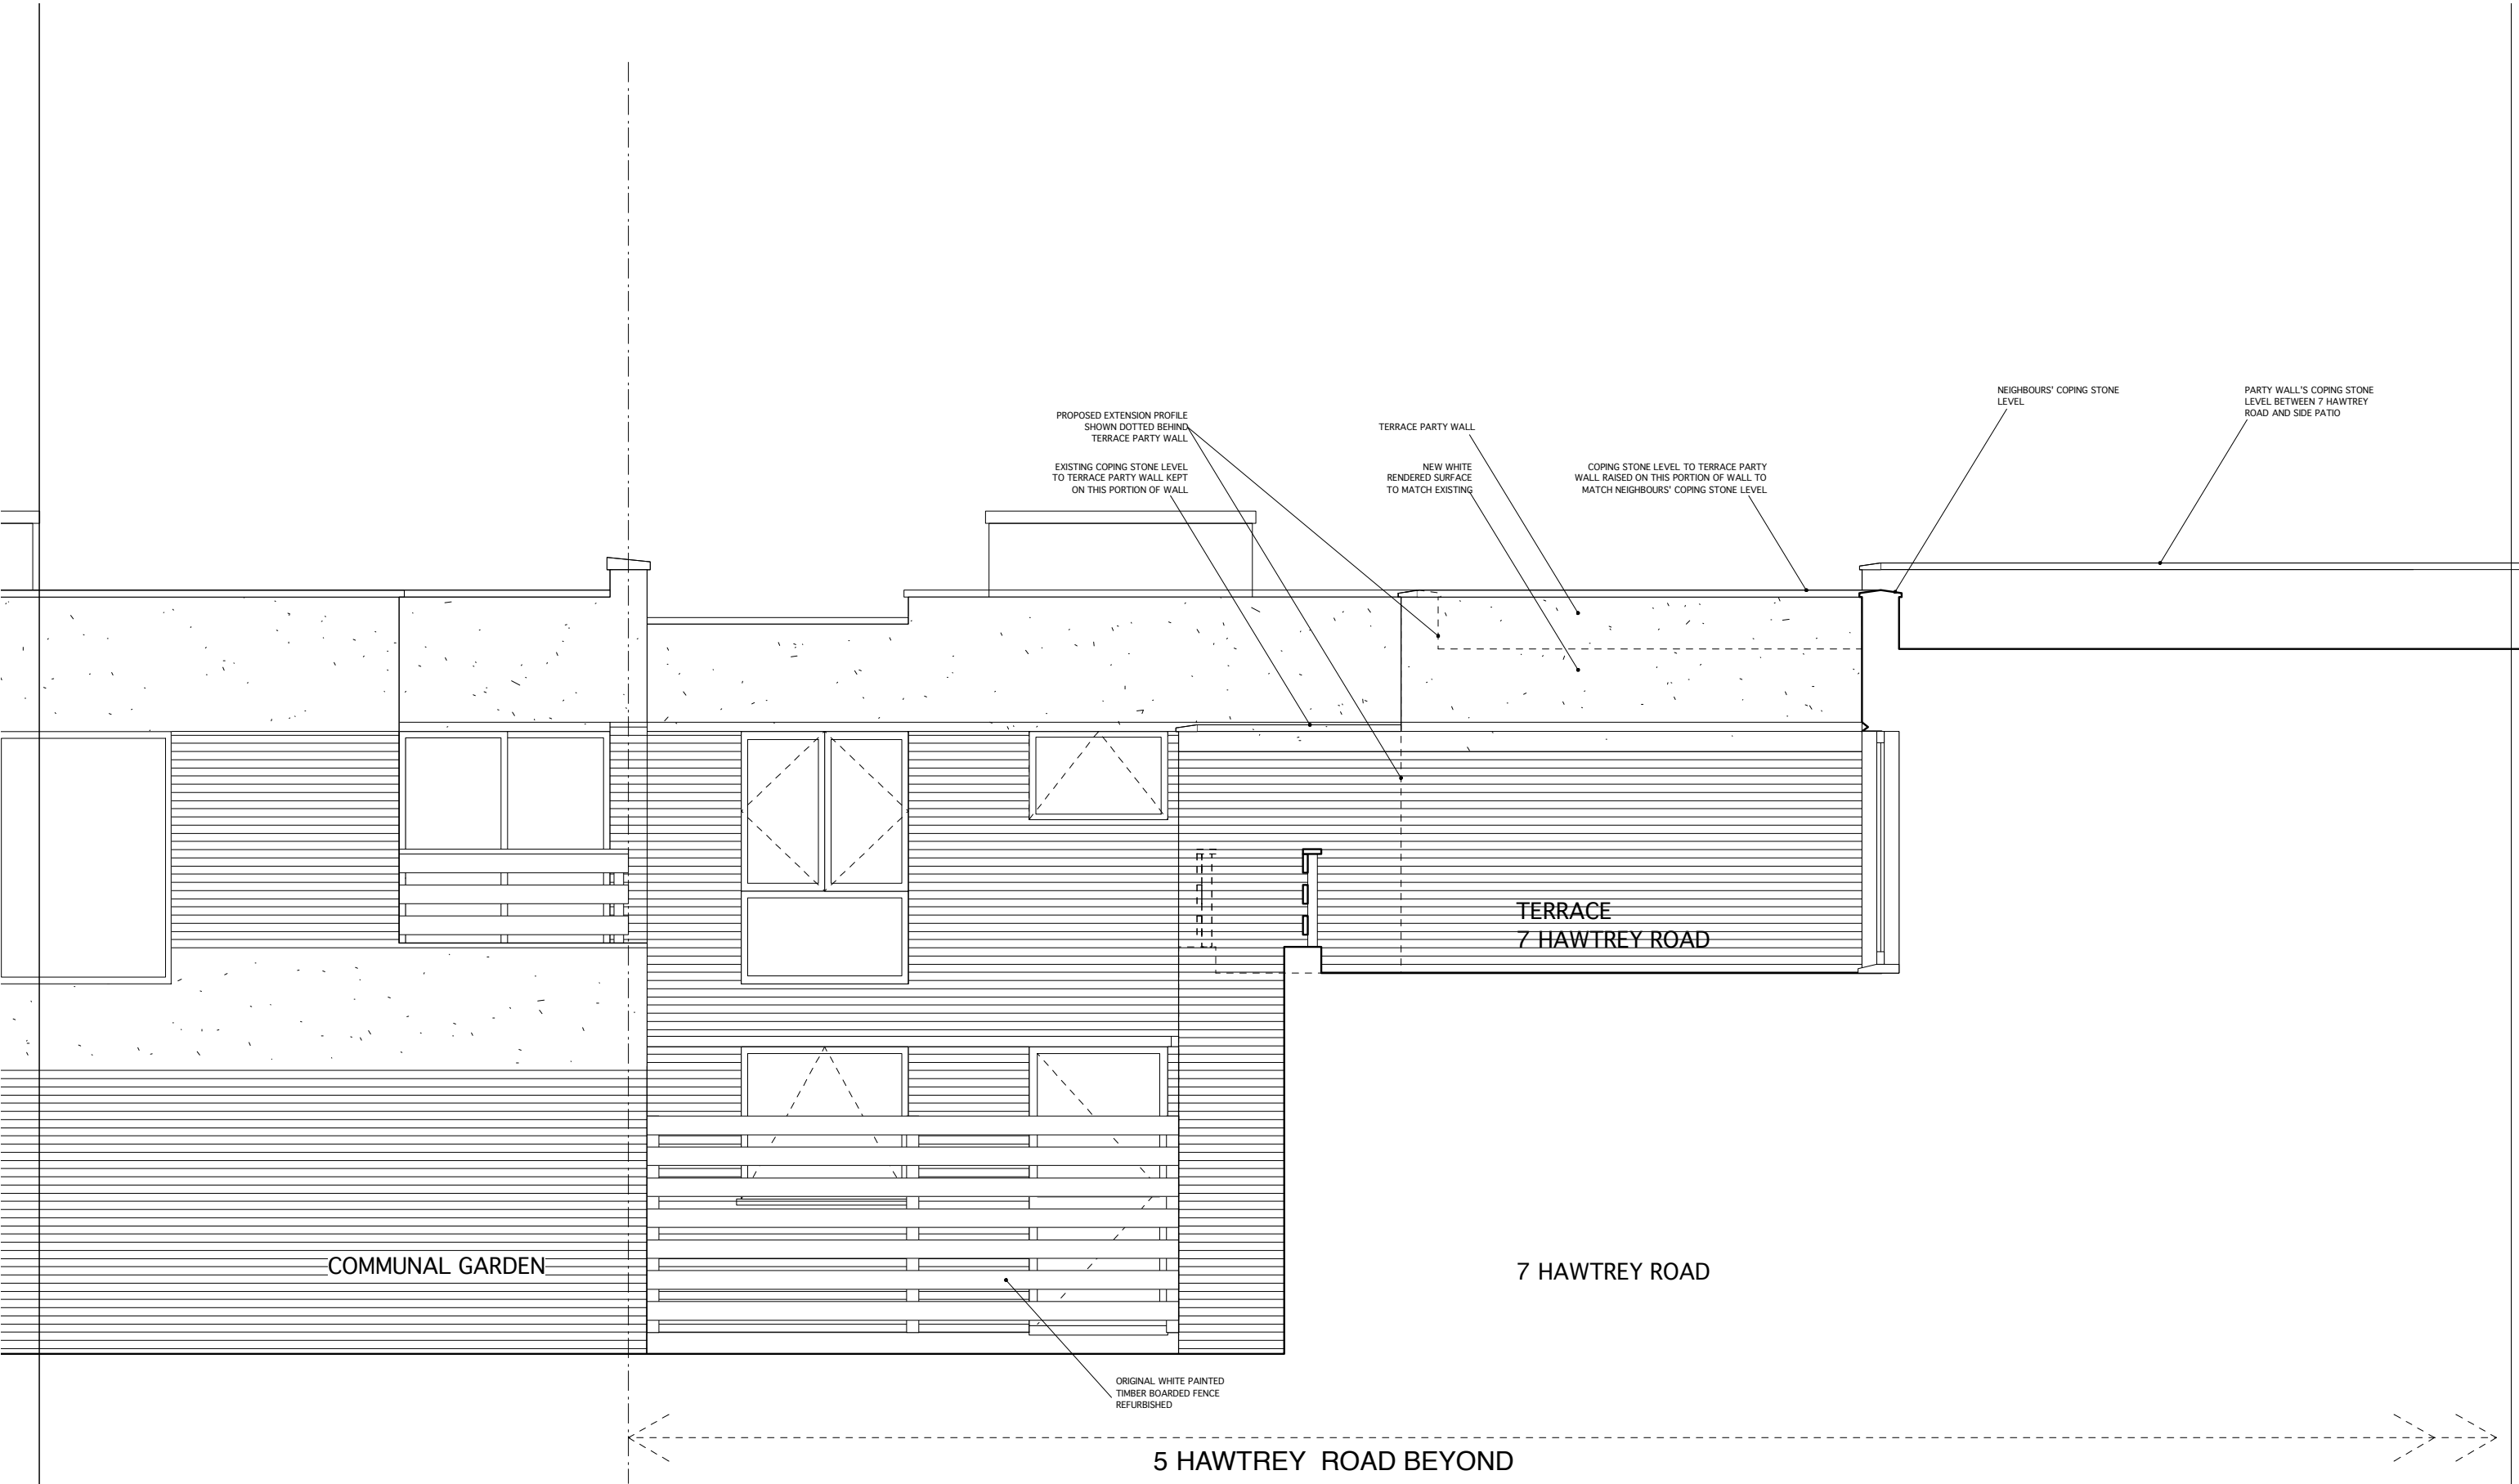 NEIGHBOURS' COPING STONE
LEVEL
PARTY WALL'S COPING STONE
LEVEL BETWEEN 7 HAWTREY
ROAD AND SIDE PATIO
PROPOSED EXTENSION PROFILE
SHOWN DOTTED BEHIND
TERRACE PARTY WALL
TERRACE PARTY WALL
EXISTING COPING STONE LEVEL
TO TERRACE PARTY WALL KEPT
ON THIS PORTION OF WALL
NEW WHITE
RENDERED SURFACE
TO MATCH EXISTING
COPING STONE LEVEL TO TERRACE PARTY
WALL RAISED ON THIS PORTION OF WALL TO
MATCH NEIGHBOURS' COPING STONE LEVEL
TERRACE
7 HAWTREY ROAD
COMMUNAL GARDEN
7 HAWTREY ROAD
ORIGINAL WHITE PAINTED
TIMBER BOARDED FENCE
REFURBISHED
5 HAWTREY ROAD BEYOND